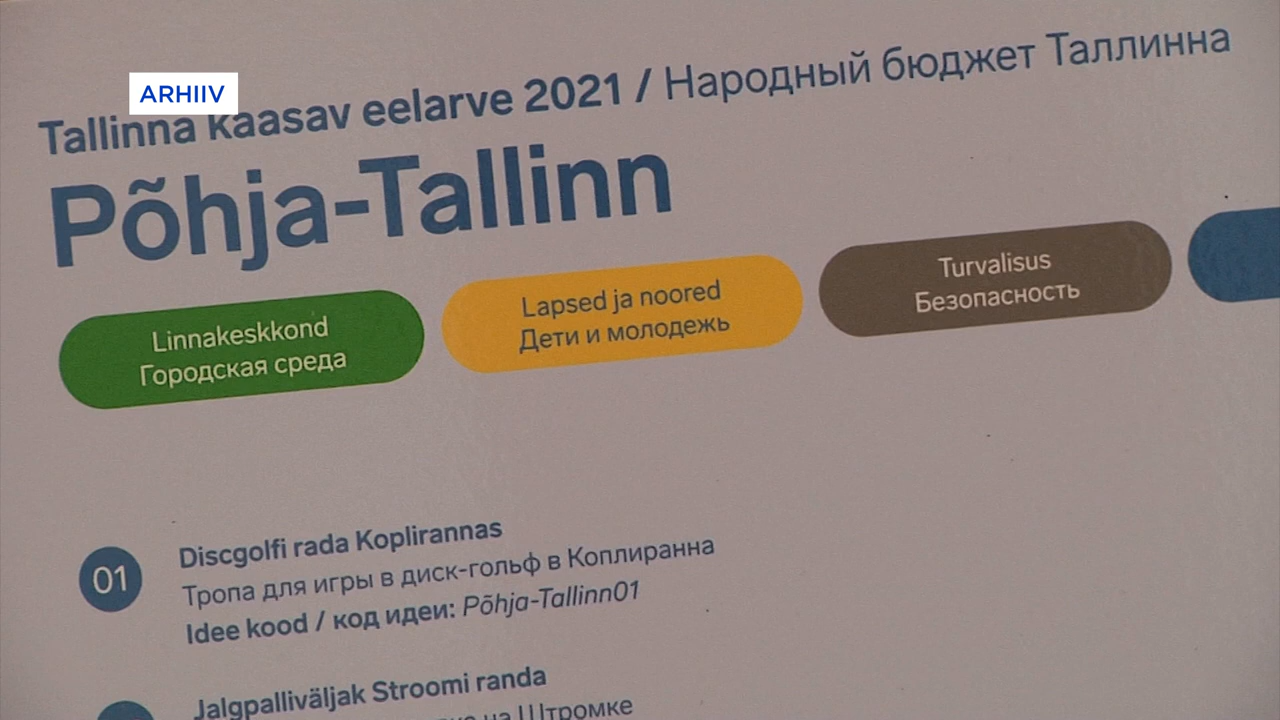 ARHIIV
Tallinna kaasav eelarve 2021 / Народный бюджет Таллинна
Põhja-Tallinn
Linnakeskkond
Городская среда
Lapsed ja noored
Дети и молодежь
Turvalisus
Безопасность
01
Discgolfi rada Koplirannas
Тропа для игры в диск-гольф в Коплиранна
Idee kood / код идеи: Põhja-Tallinn01
Jalgpalliväljak Stroomi randa
на Штромке